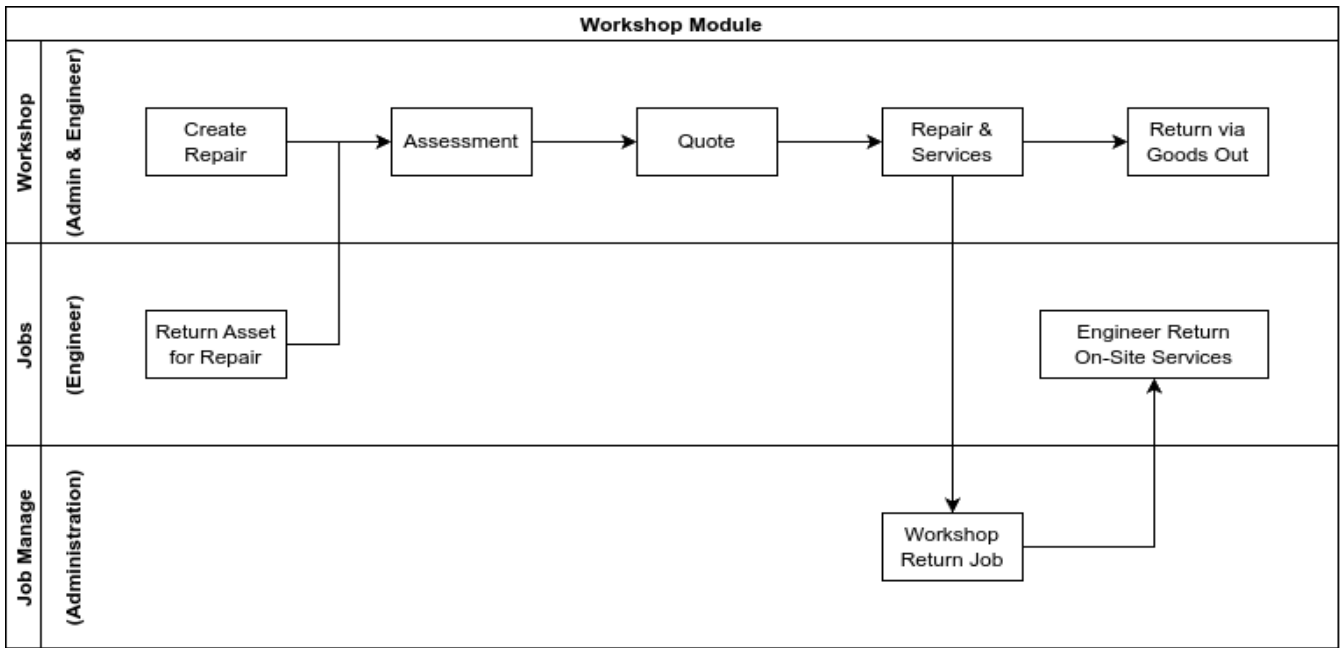 Workshop Module
Workshop
(Admin & Engineer)
Create
Repair
Assessment
Quote
Repair &
Services
Return via
Goods Out
Jobs
(Engineer)
Return Asset
for Repair
Engineer Return
On-Site Services
Job Manage
(Administration)
Workshop
Return Job